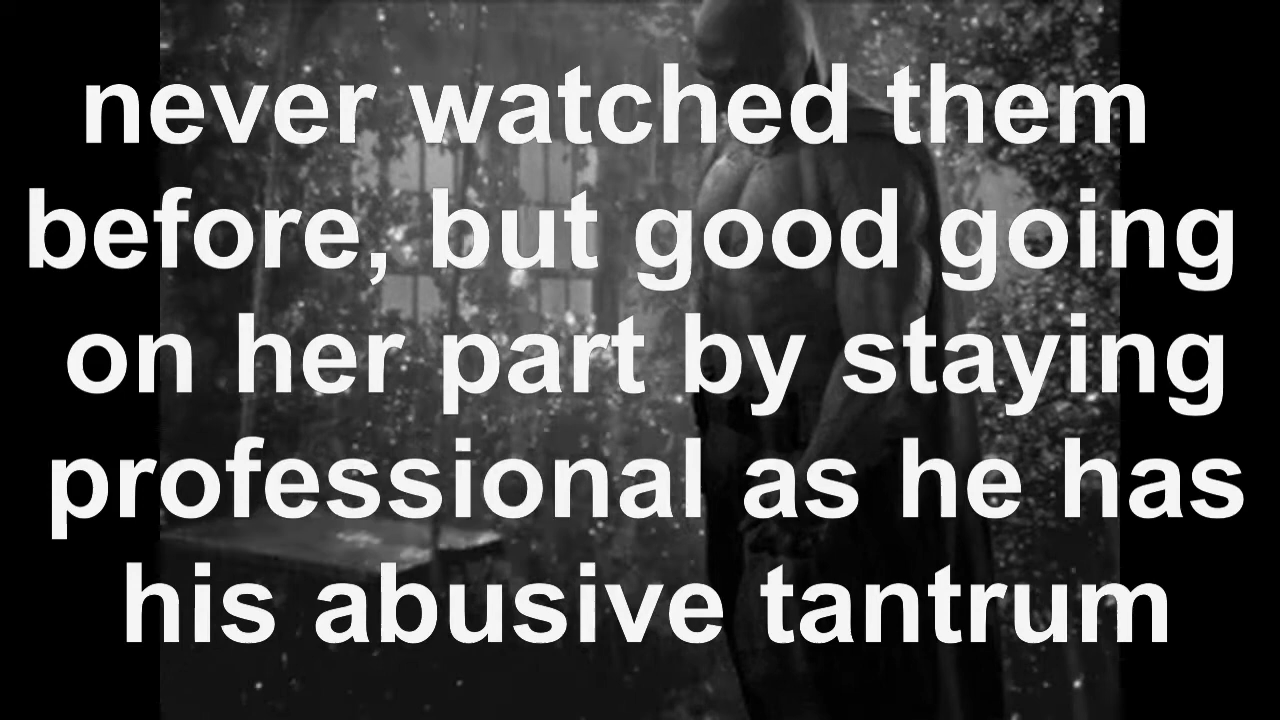 never watched them
before, but good going
on her part by staying
professional as he has
his abusive tantrum